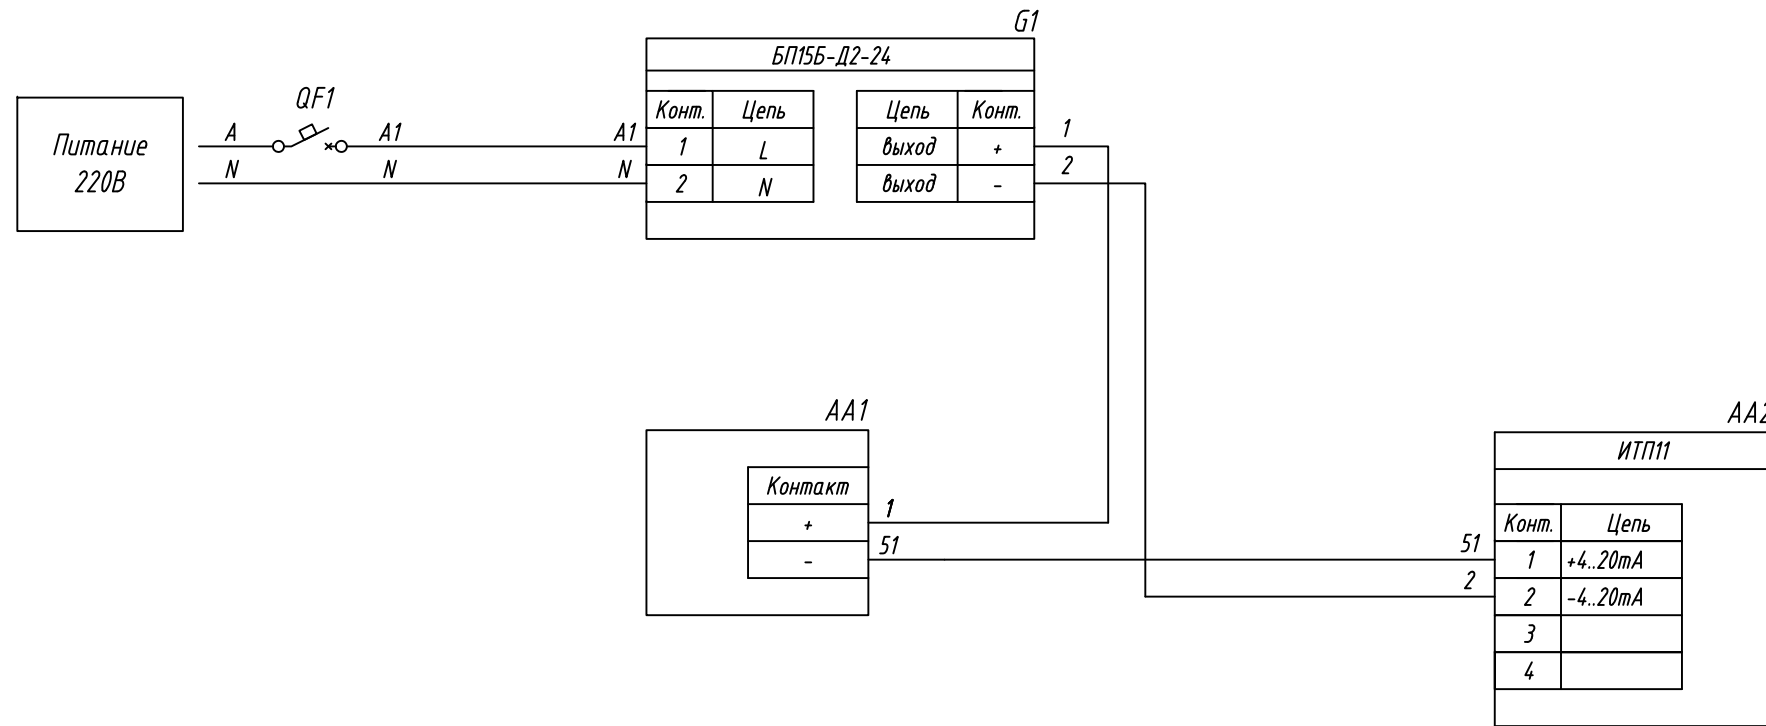 G1
БП15Б-Д2-24
QF1
Питание
220В
A
A1
A1
N
N
N
Конт. Цепь
1 L
2 N
Цепь Конт.
выход +
выход -
1
2
AA1
Контакт
+
-
1
51
AA2
ИТП11
51
2
Конт. Цепь
1 +4..20mA
2 -4..20mA
3
4